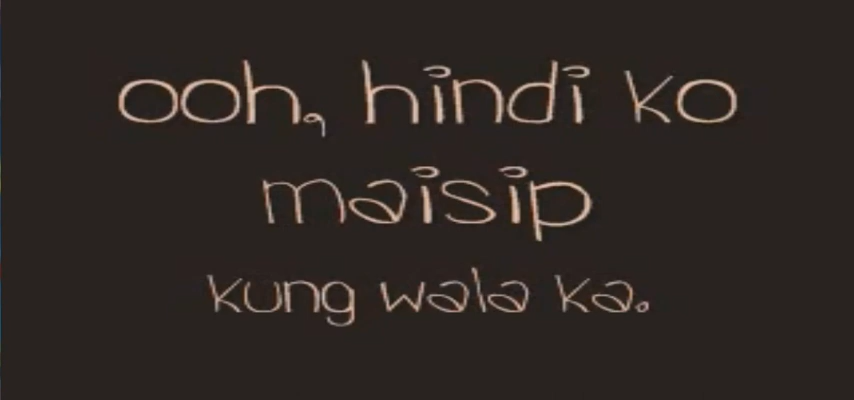 ooh, hindi ko
maisip
kung wala ka.